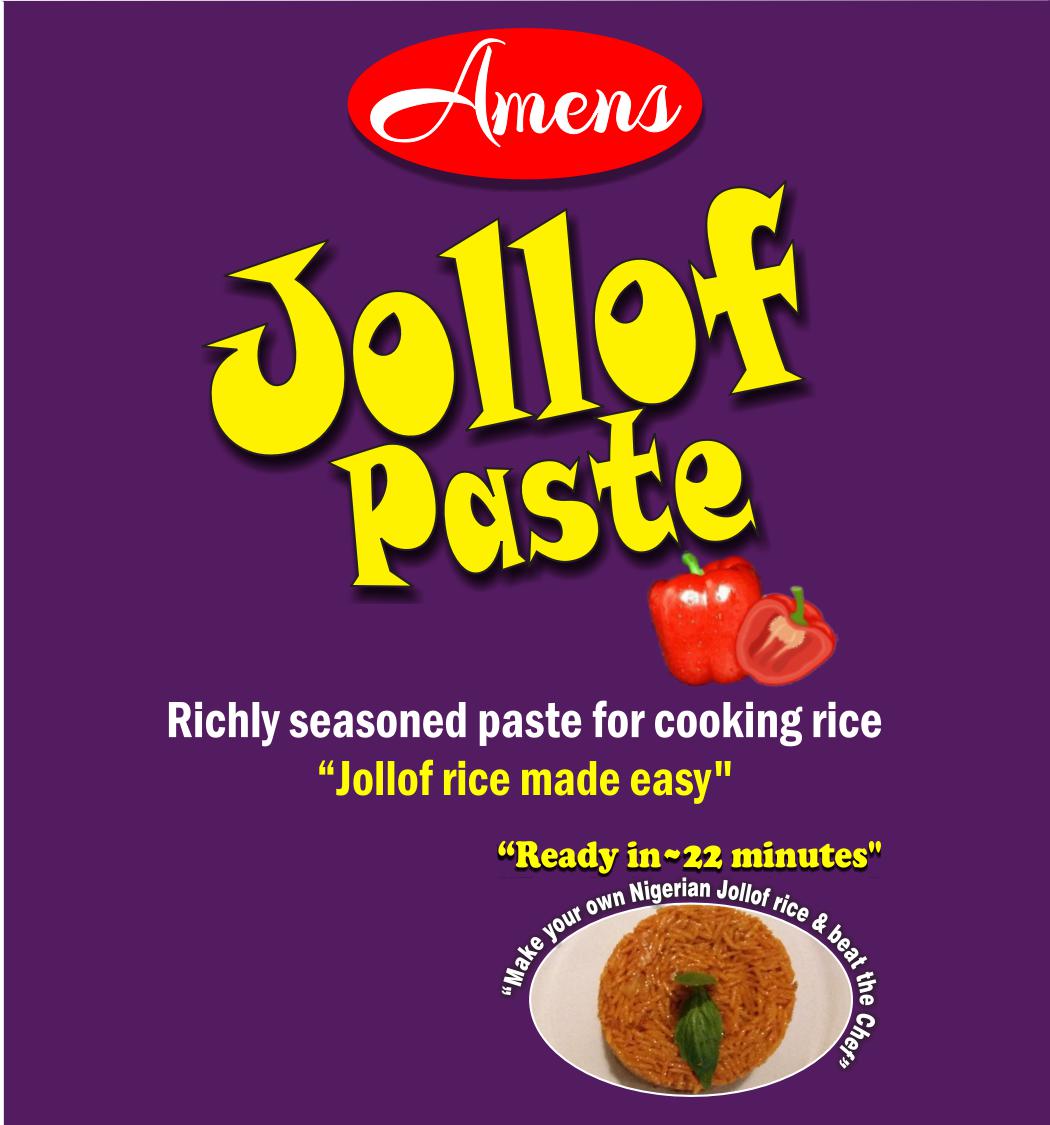 Amens
Jollof
Paste
Richly seasoned paste for cooking rice
“Jollof rice made easy"
“Ready in~22 minutes"
“Make your own Nigerian Jollof rice & beat the Chef”